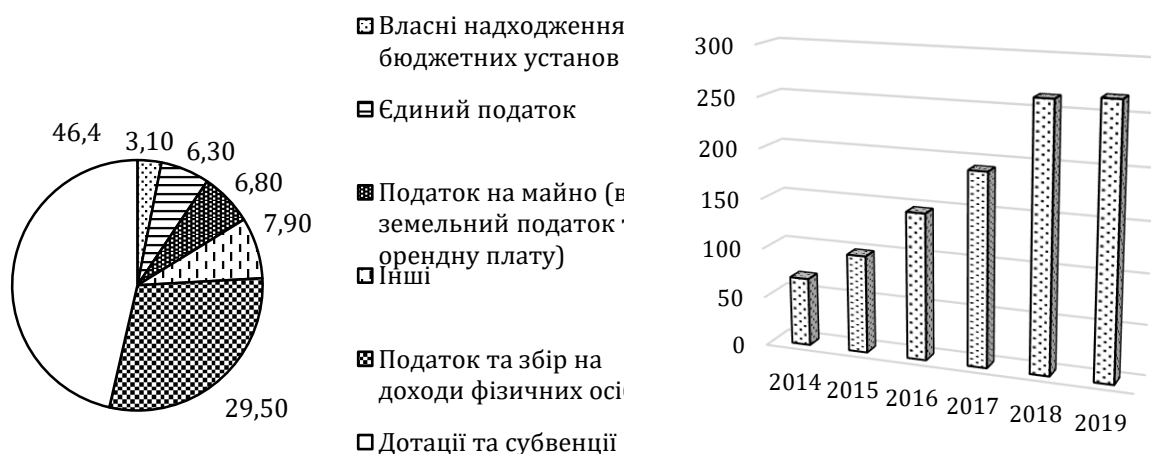 46,4
3,10
6,30
6,80
7,90
29,50
Власні надходження
бюджетних установ
Єдиний податок
Податок на майно (в
земельний податок
орендну плату)
Інші
Податок та збір на
доходи фізичних осі
Дотації та субвенції
300
250
200
150
100
50
0
2014
2015
2016
2017
2018
2019